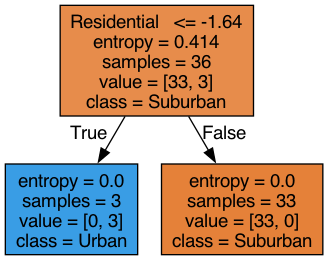 Residential   <= -1.64
entropy = 0.414
samples = 36
value = [33, 3]
class = Suburban
True
False
entropy = 0.0
samples = 3
value = [0, 3]
class = Urban
entropy = 0.0
samples = 33
value = [33, 0]
class = Suburban